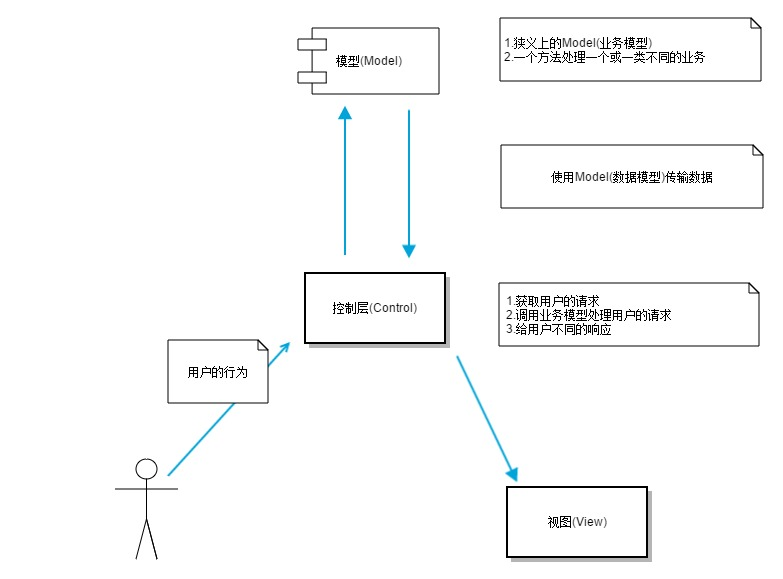 模型(Model)
1.狭义上的Model(业务模型)
2.一个方法处理一个或一类不同的业务
使用Model(数据模型)传输数据
控制层(Control)
1.获取用户的请求
2.调用业务模型处理用户的请求
3.给用户不同的响应
用户的行为
视图(View)